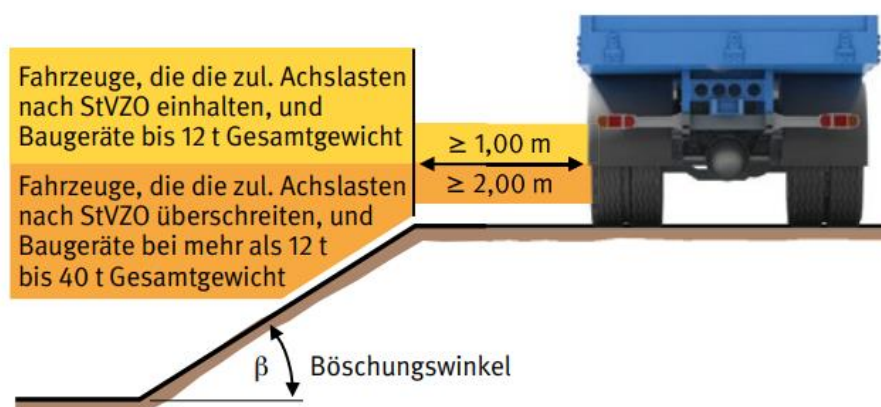 Fahrzeuge, die die zul. Achslasten
nach StVZO einhalten, und
Baugeräte bis 12 t Gesamtgewicht
≥ 1,00 m
≥ 2,00 m
Fahrzeuge, die die zul. Achslasten
nach StVZO überschreiten, und
Baugeräte bei mehr als 12 t
bis 40 t Gesamtgewicht
β Böschungswinkel